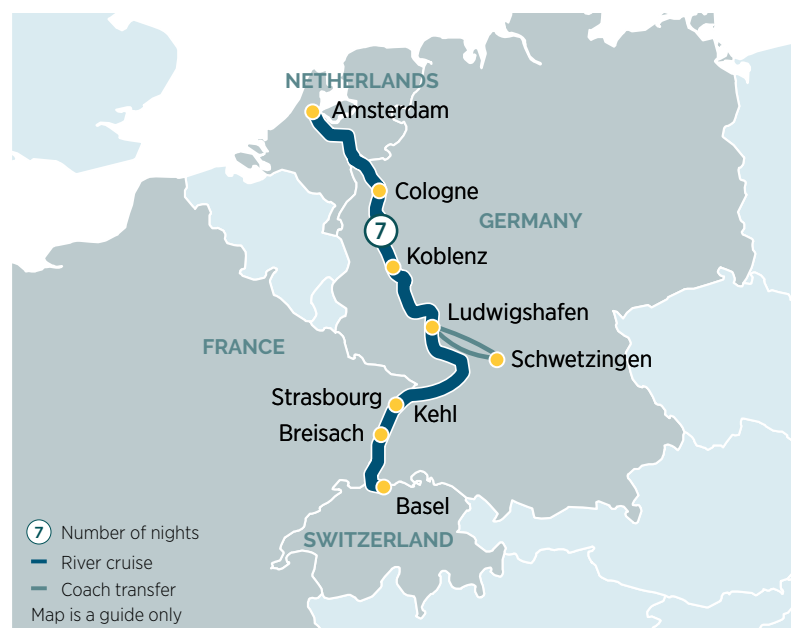 NETHERLANDS
Amsterdam
Cologne
GERMANY
7
Koblenz
Ludwigshafen
FRANCE
Schwetzingen
Strasbourg
Kehl
Breisach
Basel
SWITZERLAND
7 Number of nights
River cruise
Coach transfer
Map is a guide only